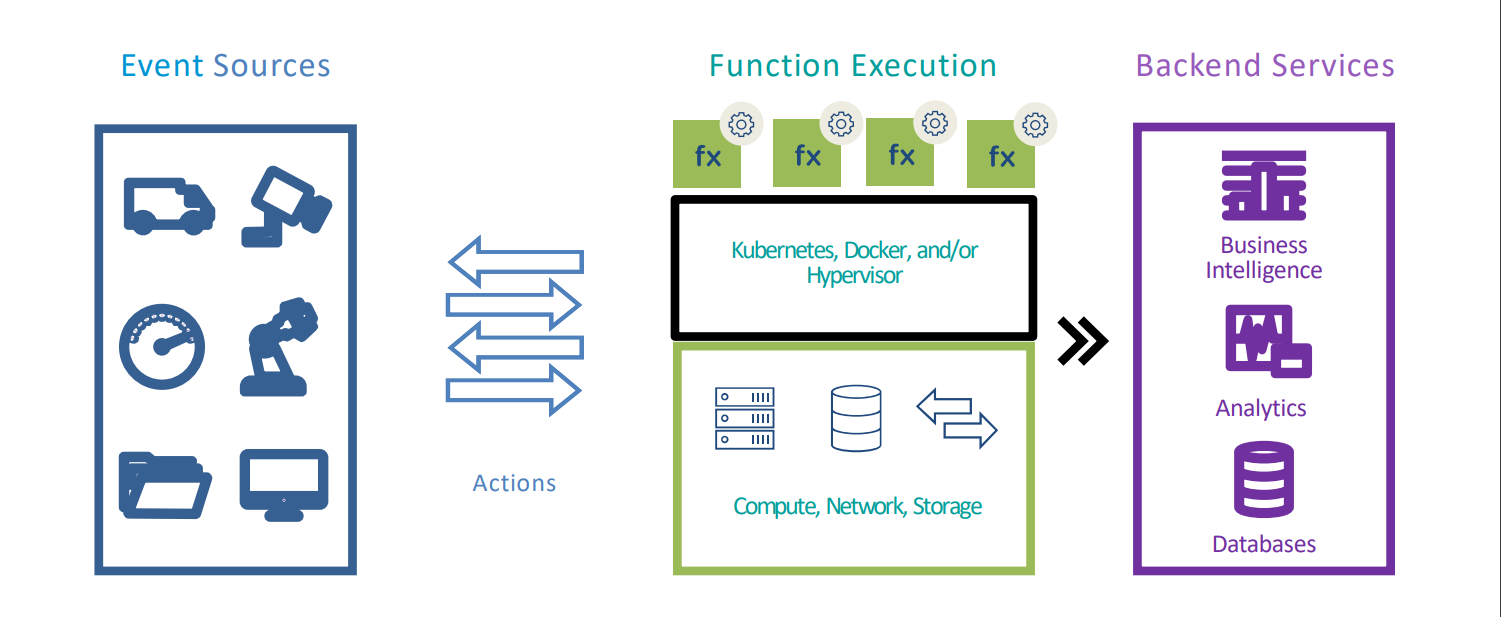 Event Sources
Function Execution
Backend Services
fx
fx
fx
fx
Kubernetes, Docker, and/or
Hypervisor
Compute, Network, Storage
Actions
Business
Intelligence
Analytics
Databases